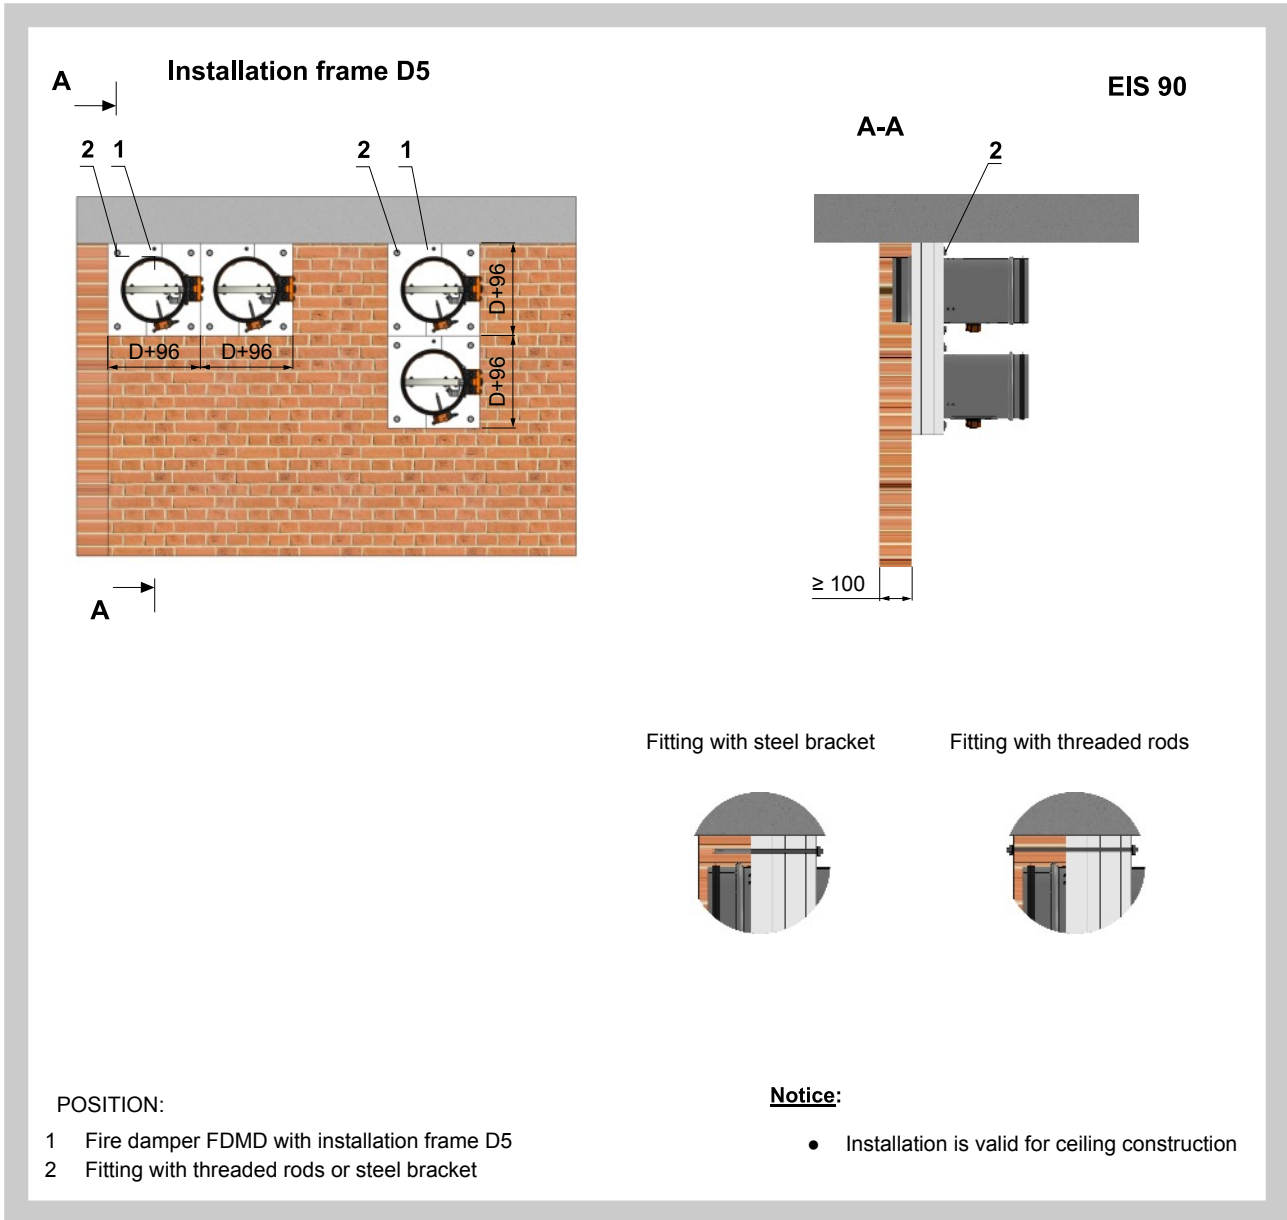 Installation frame D5
EIS 90
A
A-A
2 1
2 1
2
D+96
D+96
D+96
D+96
A
≥ 100
Fitting with steel bracket
Fitting with threaded rods
POSITION:
1 Fire damper FDMD with installation frame D5
2 Fitting with threaded rods or steel bracket
Notice:
● Installation is valid for ceiling construction